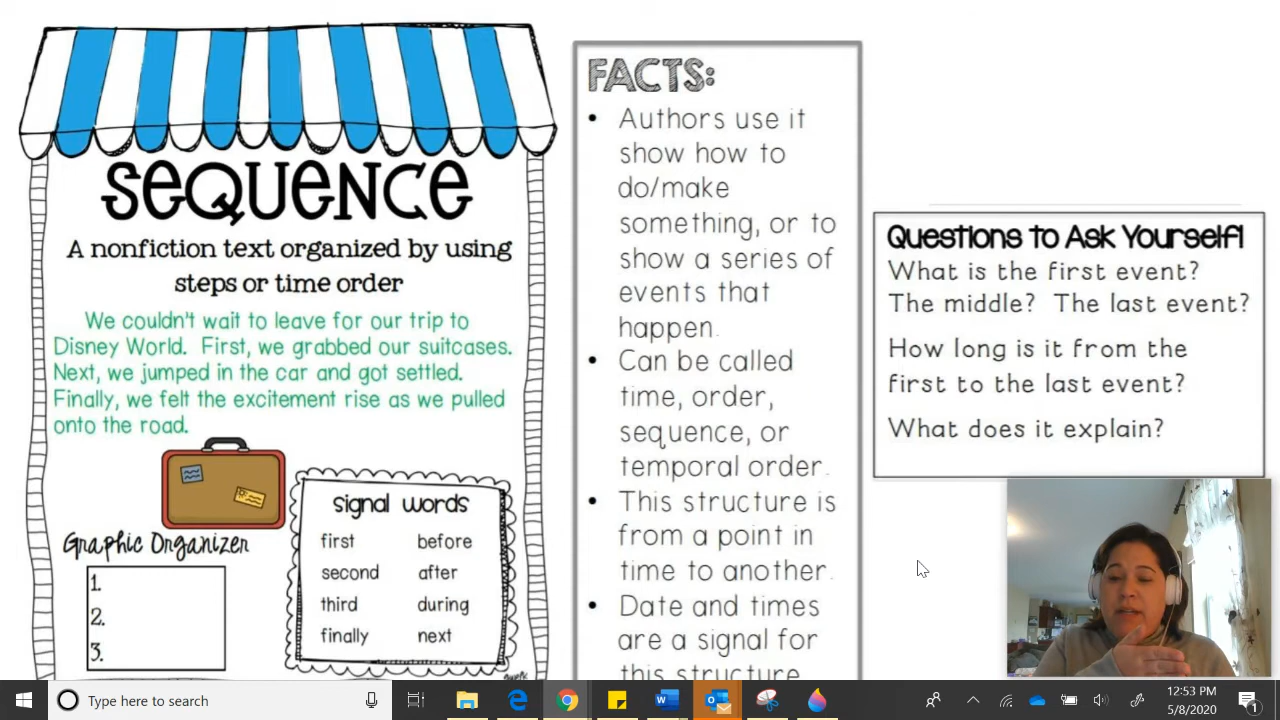 SEQUENCE
A nonfiction text organized by using
steps or time order
We couldn't wait to leave for our trip to
Disney World. First, we grabbed our suitcases.
Next, we jumped in the car and got settled.
Finally, we felt the excitement rise as we pulled
onto the road.
Graphic Organizer
1.
2.
3.
signal words
first before
second after
third during
finally next
FACTS:
• Authors use it
show how to
do/make
something, or to
show a series of
events that
happen.
• Can be called
time, order,
sequence, or
temporal order.
• This structure is
from a point in
time to another.
• Date and times
are a signal for
this structure
Questions to Ask Yourself!
What is the first event?
The middle? The last event?
How long is it from the
first to the last event?
What does it explain?
Type here to search
12:53 PM
5/8/2020
1